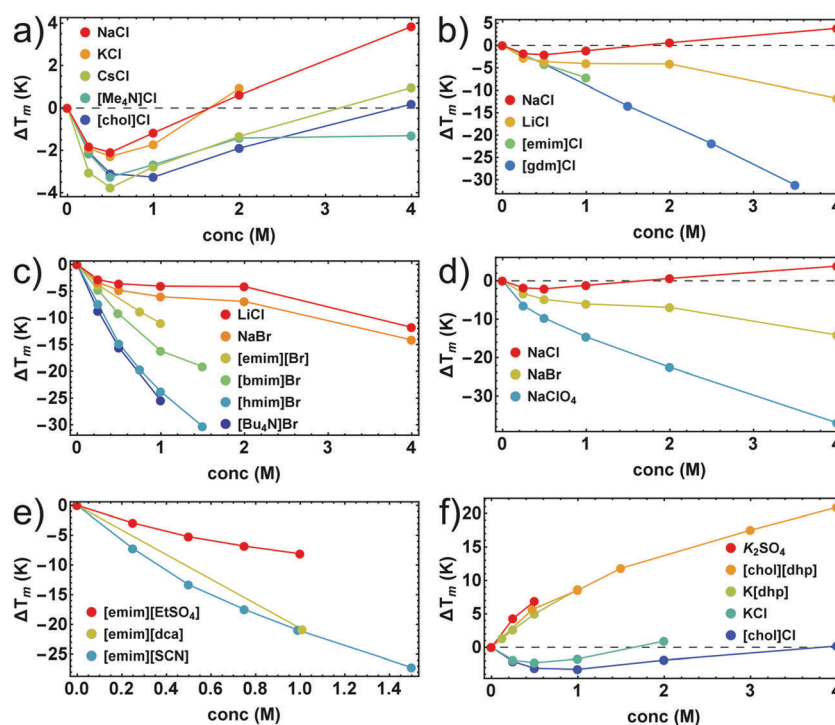 a)
ΔTm (K)
4
2
0
-2
-4
NaCl
KCl
CsCl
[Me4N]Cl
[chol]Cl
0 1 2 3 4
conc (M)
b)
ΔTm (K)
5
0
-5
-10
-15
-20
-25
-30
NaCl
LiCl
[emim]Cl
[gdm]Cl
0 1 2 3 4
conc (M)
c)
ΔTm (K)
0
-5
-10
-15
-20
-25
-30
LiCl
NaBr
[emim][Br]
[bmim]Br
[hmim]Br
[Bu4N]Br
0 1 2 3 4
conc (M)
d)
ΔTm (K)
0
-10
-20
-30
NaCl
NaBr
NaClO4
0 1 2 3 4
conc (M)
e)
ΔTm (K)
0
-5
-10
-15
-20
-25
[emim][EtSO4]
[emim][dca]
[emim][SCN]
0.0 0.2 0.4 0.6 0.8 1.0 1.2 1.4
conc (M)
f)
ΔTm (K)
20
15
10
5
0
K2SO4
[chol][dhp]
K[dhp]
KCl
[chol]Cl
0 1 2 3 4
conc (M)